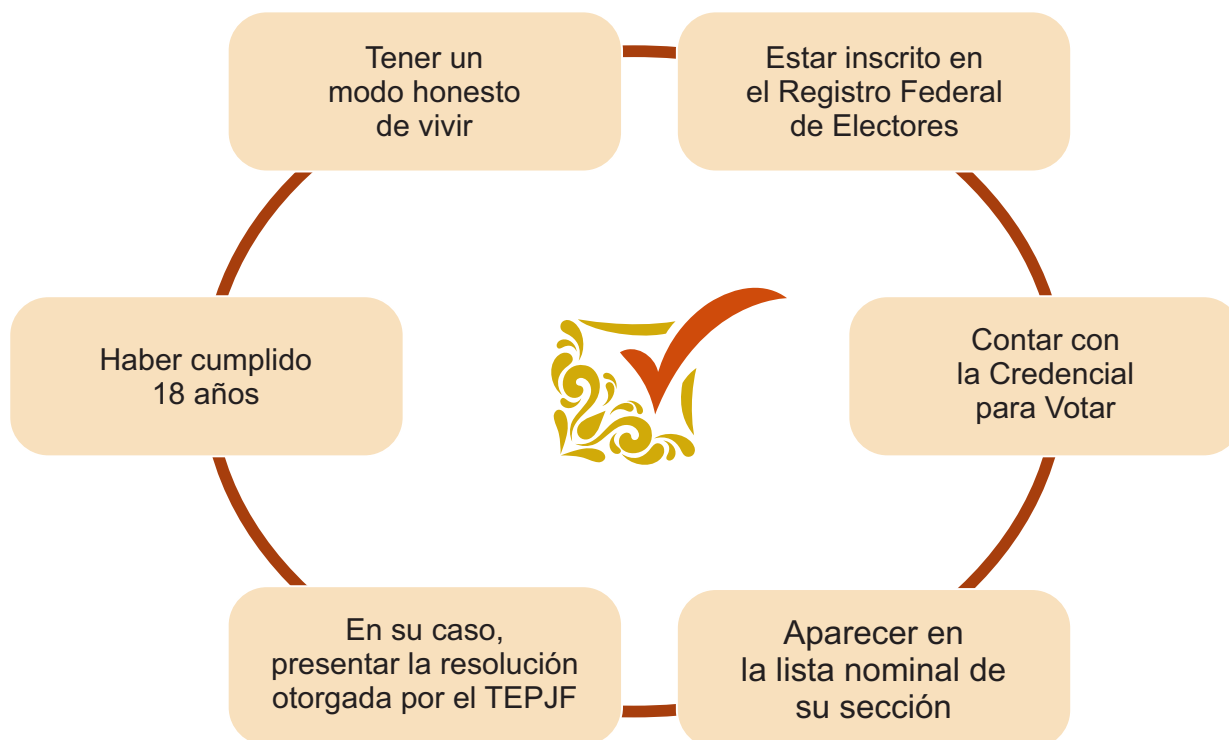 Tener un
modo honesto
de vivir
Estar inscrito en
el Registro Federal
de Electores
Haber cumplido
18 años
Contar con
la Credencial
para Votar
En su caso,
presentar la resolución
otorgada por el TEPJF
Aparecer en
la lista nominal de
su sección